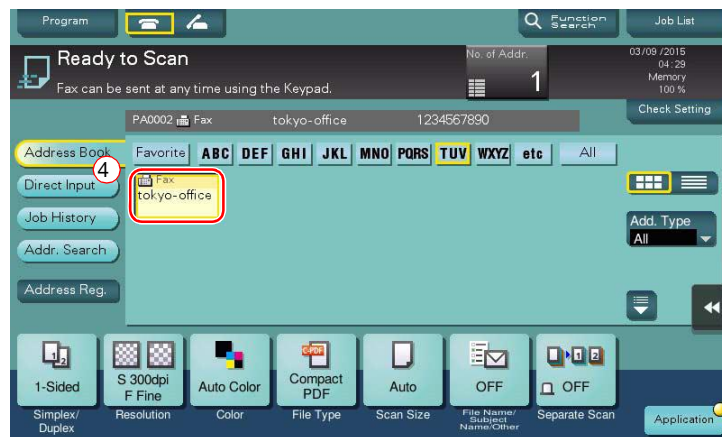 Program
Function Search
Job List
Ready to Scan
Fax can be sent at any time using the Keypad.
No. of Addr.
1
03/09 /2015
04:29
Memory
100 %
Check Setting
PA0002 Fax tokyo-office 1234567890
Address Book
Favorite ABC DEF GHI JKL MNO PQRS TUV WXYZ etc All
4
Fax
tokyo-office
Direct Input
Job History
Addr. Search
Address Reg.
Add. Type
All
1-Sided
S 300dpi
F Fine
Auto Color
C-PDF
Compact
PDF
Auto
OFF
OFF
Simplex/
Duplex
Resolution
Color
File Type
Scan Size
File Name/
Subject
Name/Other
Separate Scan
Application